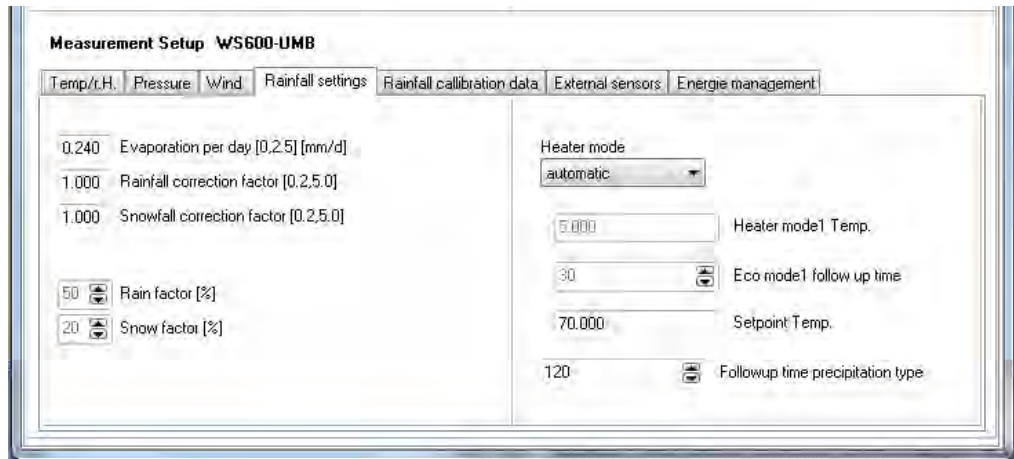 Measurement Setup WS600-UMB
Temp/r.H. Pressure Wind Rainfall settings Rainfall callibration data External sensors Energie management
0.240 Evaporation per day [0,2.5] [mm/d]
1.000 Rainfall correction factor [0.2,5.0]
1.000 Snowfall correction factor [0.2,5.0]
50 Rain factor [%]
20 Snow factor [%]
Heater mode
automatic
5.000 Heater mode1 Temp.
30 Eco mode1 follow up time
70.000 Setpoint Temp.
120 Followup time precipitation type